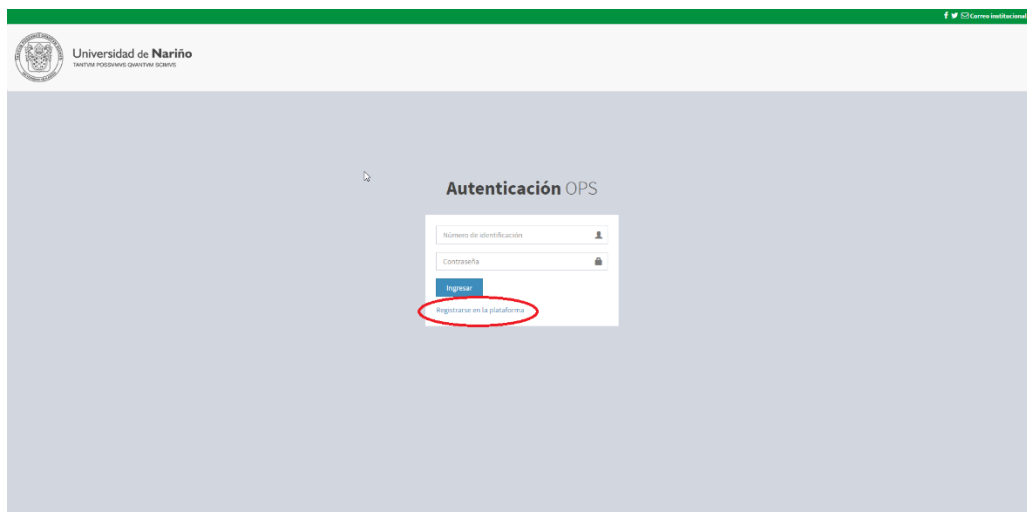 Correo institucional
Universidad de Nariño
TANTVM POSSVMVS QVANTVM SCIMVS
Autenticación OPS
Número de identificación
Contraseña
Ingresar
Registrarse en la plataforma